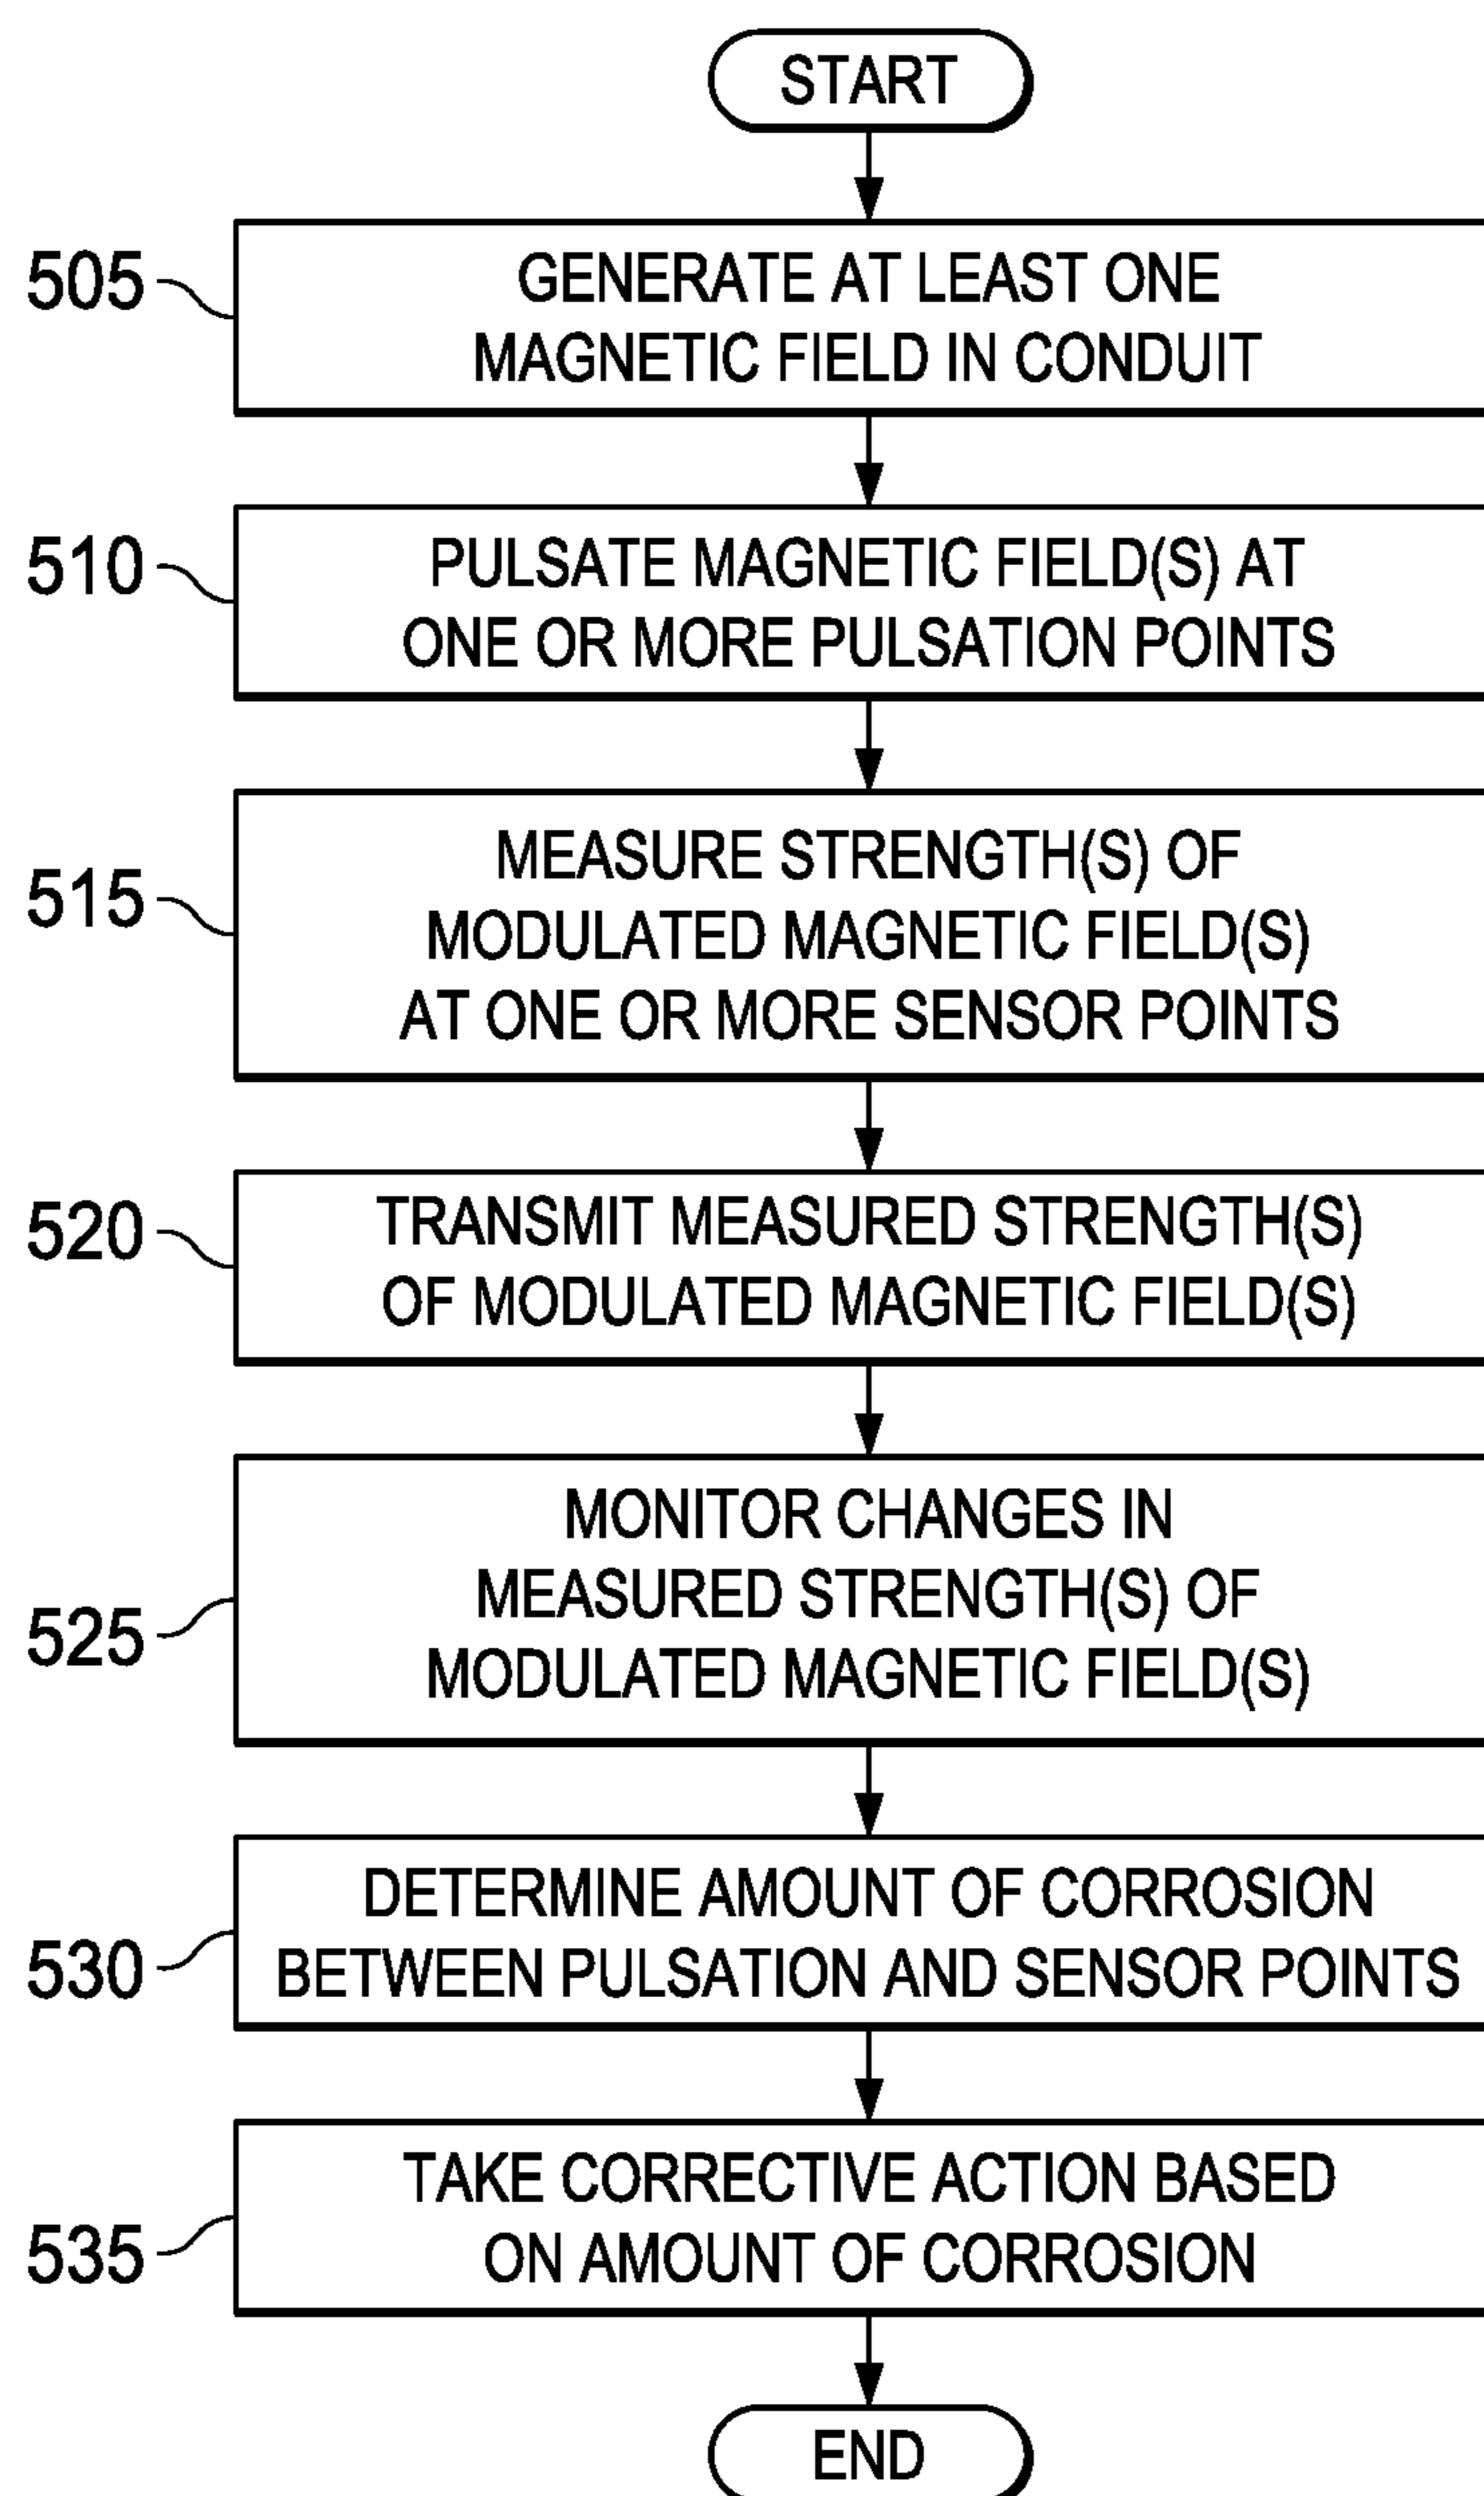 START
505
GENERATE AT LEAST ONE
MAGNETIC FIELD IN CONDUIT
510
PULSATE MAGNETIC FIELD(S) AT
ONE OR MORE PULSATION POINTS
515
MEASURE STRENGTH(S) OF
MODULATED MAGNETIC FIELD(S)
AT ONE OR MORE SENSOR POINTS
520
TRANSMIT MEASURED STRENGTH(S)
OF MODULATED MAGNETIC FIELD(S)
525
MONITOR CHANGES IN
MEASURED STRENGTH(S) OF
MODULATED MAGNETIC FIELD(S)
530
DETERMINE AMOUNT OF CORROSION
BETWEEN PULSATION AND SENSOR POINTS
535
TAKE CORRECTIVE ACTION BASED
ON AMOUNT OF CORROSION
END